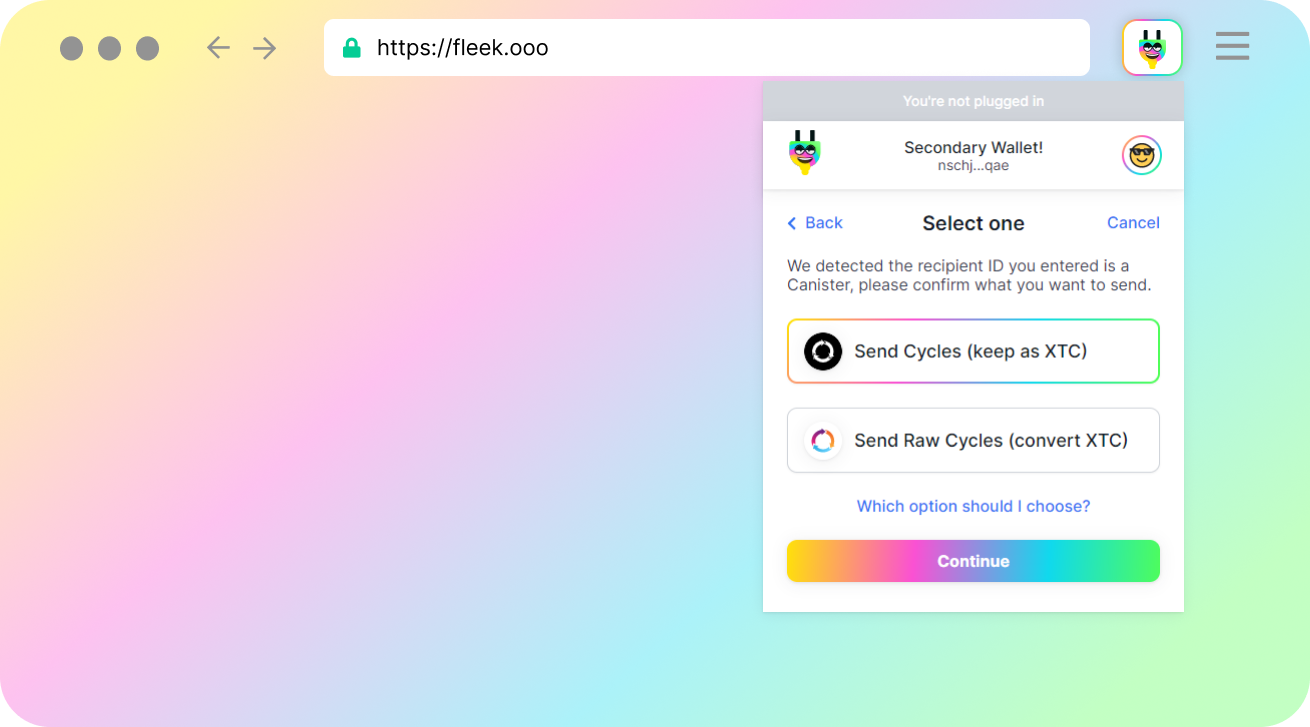 https://fleek.ooo
You're not plugged in
Secondary Wallet!
nschj...qae
Back
Select one
Cancel
We detected the recipient ID you entered is a
Canister, please confirm what you want to send.
Send Cycles (keep as XTC)
Send Raw Cycles (convert XTC)
Which option should I choose?
Continue